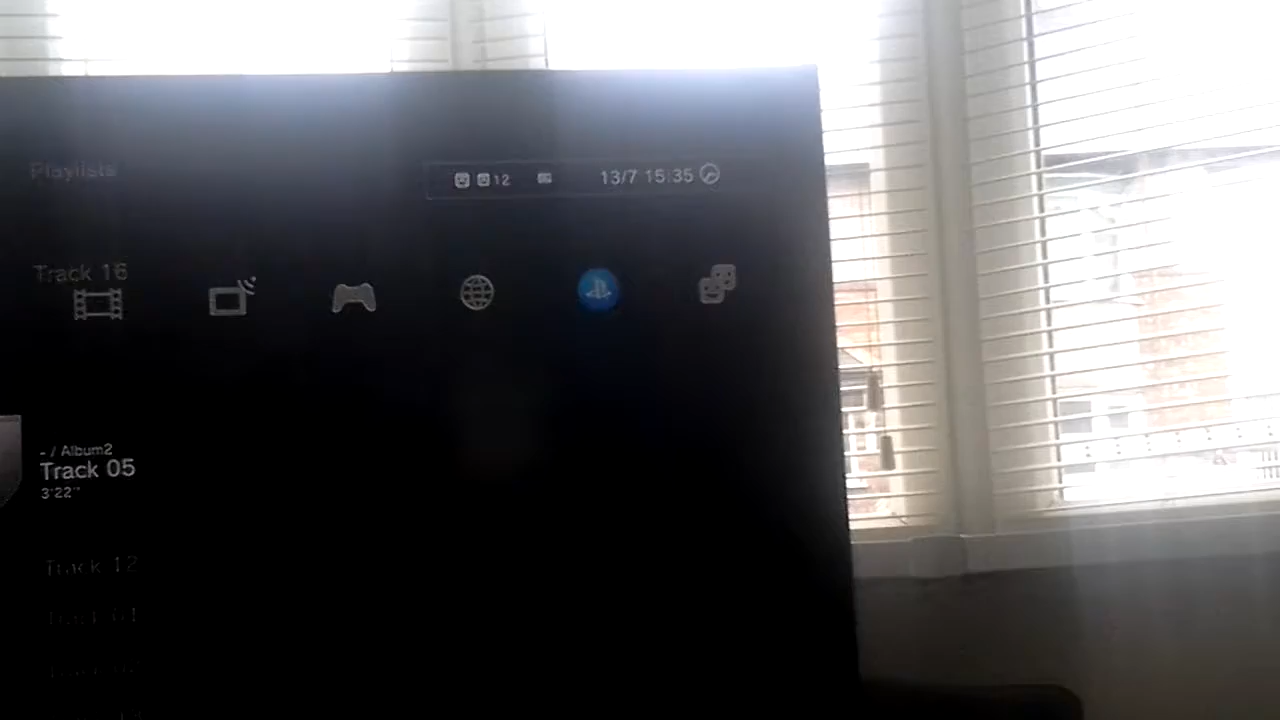 Playlists
12
13/7 15:35
Track 16
- / Album2
Track 05
3'22"
Track 12